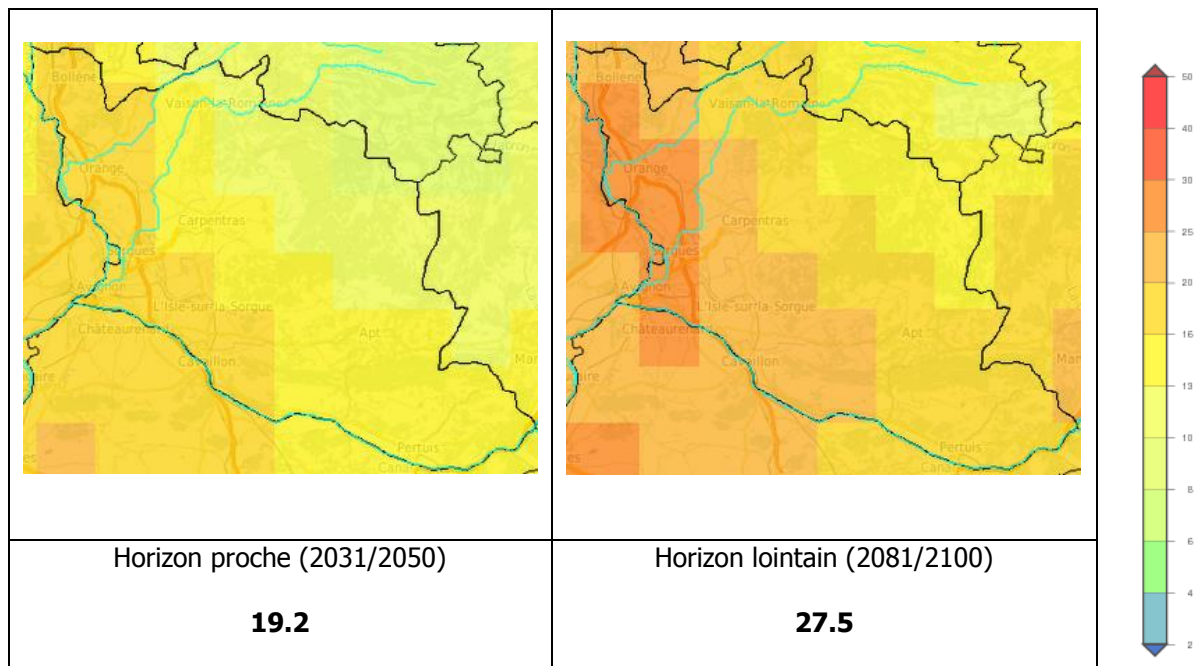 Bollène
Vaison-la-Romaine
Orange
Carpentras
Sorgues
Avignon
L'Isle-sur-la-Sorgue
Châteaurenard
Apt
Cavaillon
Pertuis
Bollène
Vaison-la-Romaine
Orange
Carpentras
Sorgues
Avignon
L'Isle-sur-la-Sorgue
Châteaurenard
Apt
Cavaillon
Pertuis
50
40
30
25
20
16
13
10
8
6
4
2
Horizon proche (2031/2050)
19.2
Horizon lointain (2081/2100)
27.5